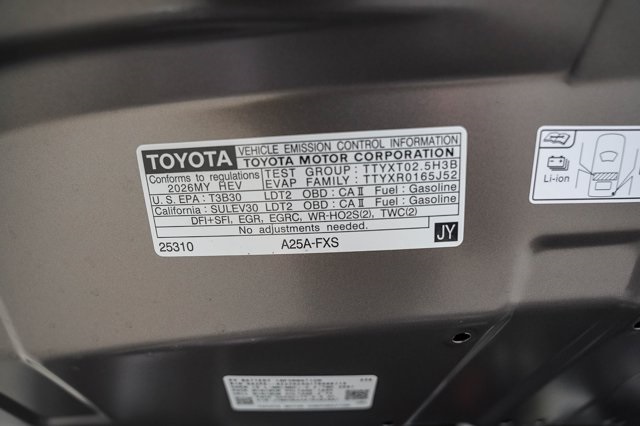 TOYOTA VEHICLE EMISSION CONTROL INFORMATION
TOYOTA MOTOR CORPORATION
Conforms to regulations TEST GROUP : TTYXT02.5H3B
2026MY HEV EVAP FAMILY : TTYXR0165J52
U.S. EPA : T3B30 LDT2 OBD : CA II Fuel : Gasoline
California : SULEV30 LDT2 OBD : CA II Fuel : Gasoline
DFI+SFI, EGR, EGRC, WR-HO2S(2), TWC(2)
No adjustments needed.
25310 A25A-FXS JY
Li-ion